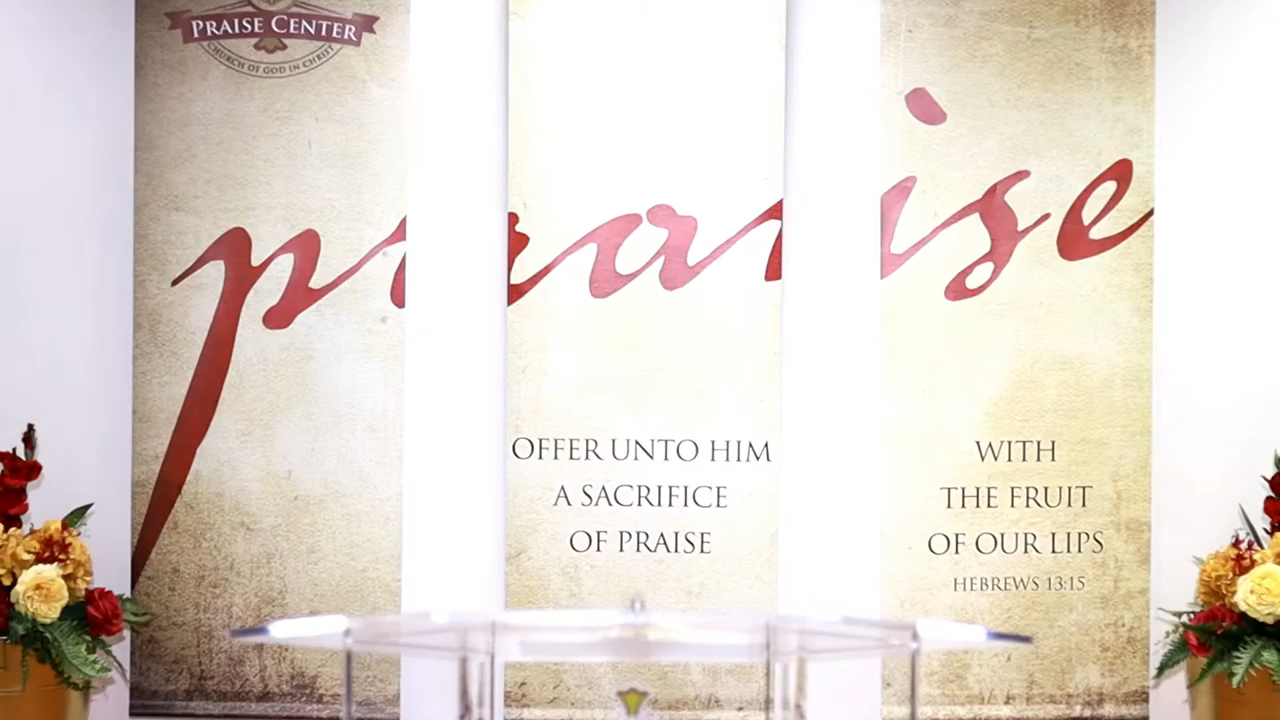 PRAISE CENTER
CHURCH OF GOD IN CHRIST
praise
OFFER UNTO HIM
A SACRIFICE
OF PRAISE
WITH
THE FRUIT
OF OUR LIPS
HEBREWS 13:15